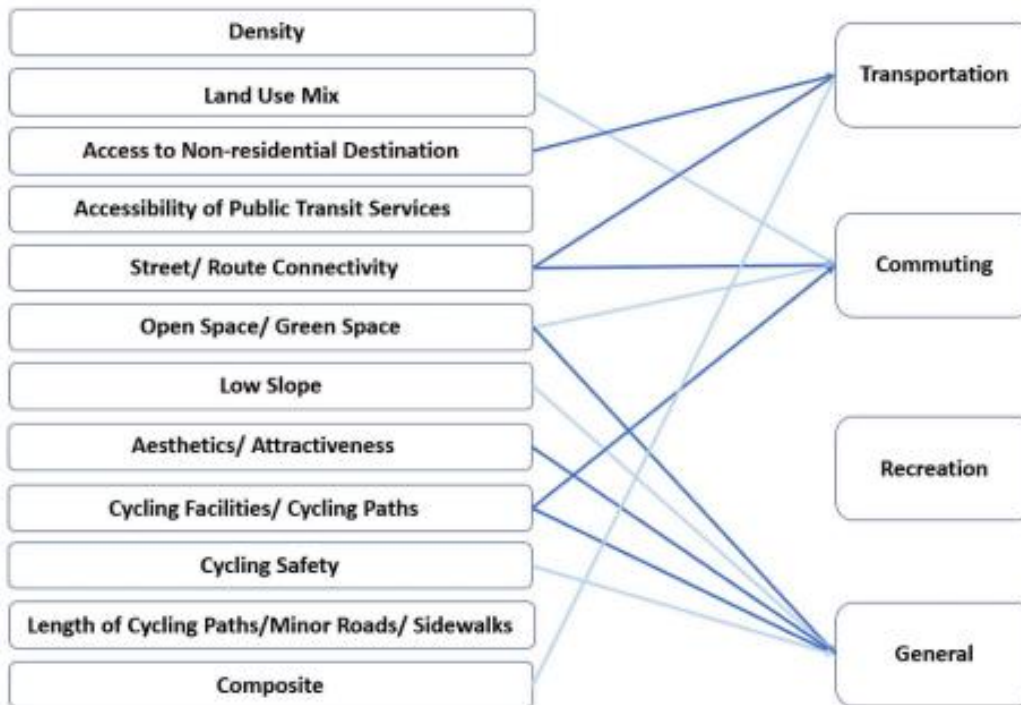 Density
Land Use Mix
Access to Non-residential Destination
Accessibility of Public Transit Services
Street/ Route Connectivity
Open Space/ Green Space
Low Slope
Aesthetics/ Attractiveness
Cycling Facilities/ Cycling Paths
Cycling Safety
Length of Cycling Paths/Minor Roads/ Sidewalks
Composite
Transportation
Commuting
Recreation
General